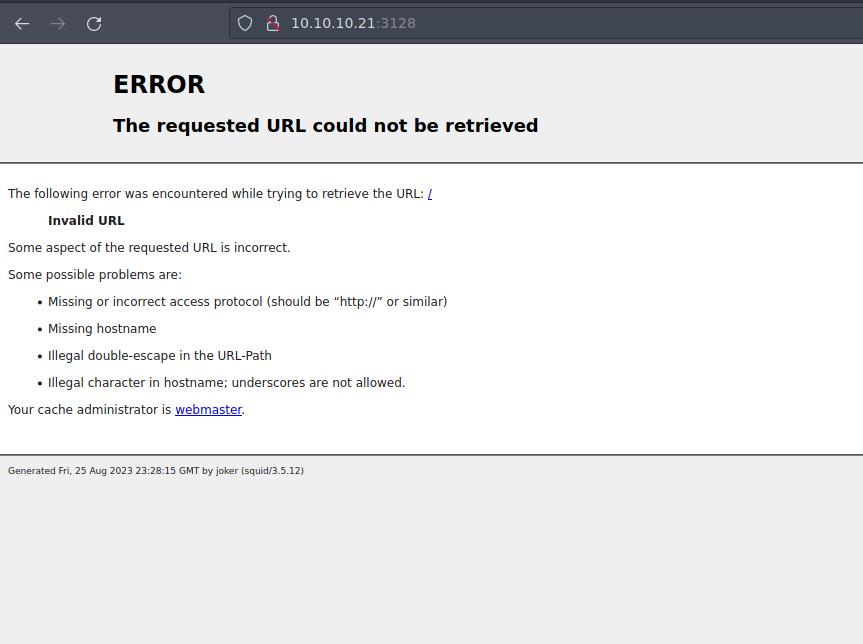 10.10.10.21:3128
ERROR
The requested URL could not be retrieved
The following error was encountered while trying to retrieve the URL: /
Invalid URL
Some aspect of the requested URL is incorrect.
Some possible problems are:
• Missing or incorrect access protocol (should be “http://” or similar)
• Missing hostname
• Illegal double-escape in the URL-Path
• Illegal character in hostname; underscores are not allowed.
Your cache administrator is webmaster.
Generated Fri, 25 Aug 2023 23:28:15 GMT by joker (squid/3.5.12)